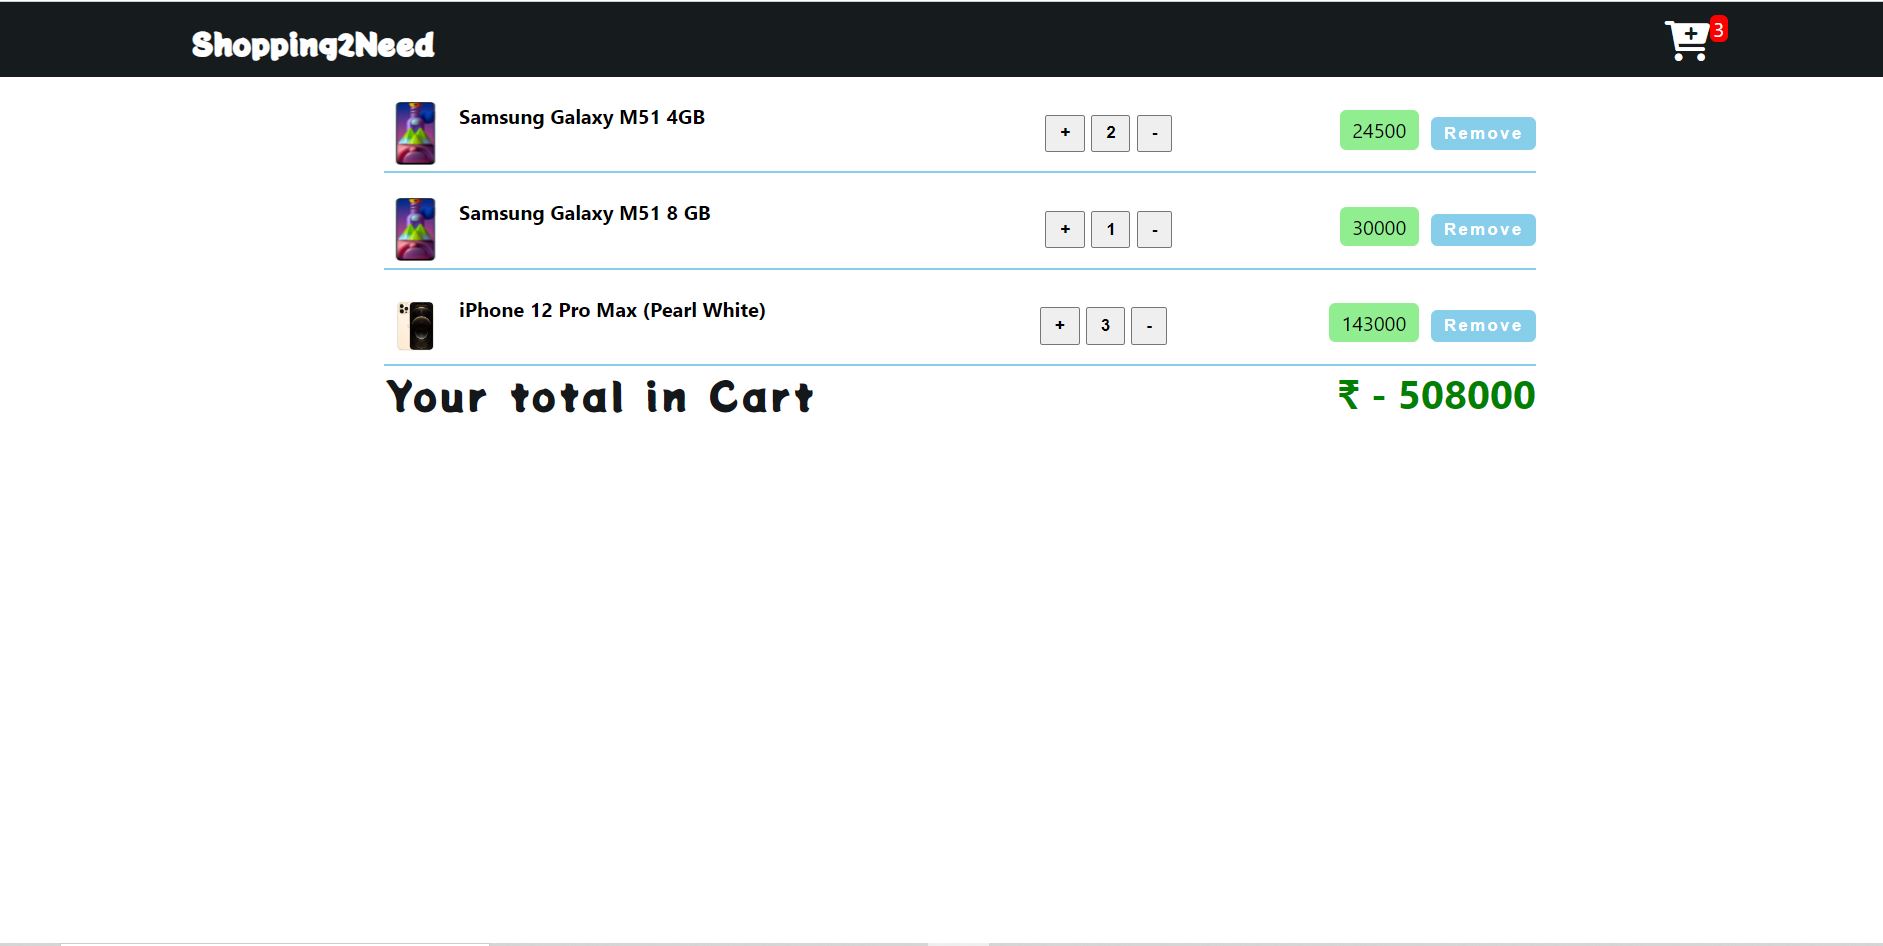 Shopping2Need 3
Samsung Galaxy M51 4GB + 2 - 24500 Remove
Samsung Galaxy M51 8 GB + 1 - 30000 Remove
iPhone 12 Pro Max (Pearl White) + 3 - 143000 Remove
Your total in Cart ₹ - 508000